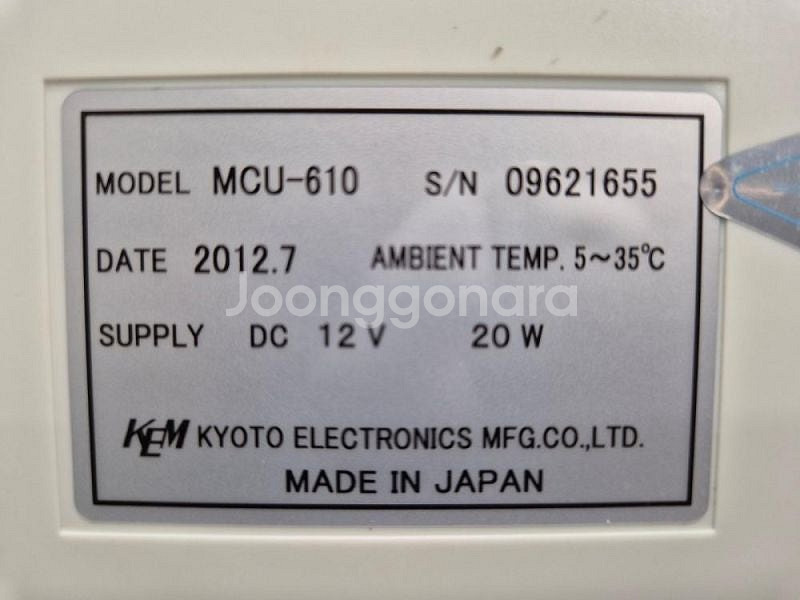 MODEL MCU-610 S/N 09621655
DATE 2012.7 AMBIENT TEMP. 5~35℃
Joonggonara
SUPPLY DC 12 V 20 W
KEM KYOTO ELECTRONICS MFG.CO.,LTD.
MADE IN JAPAN